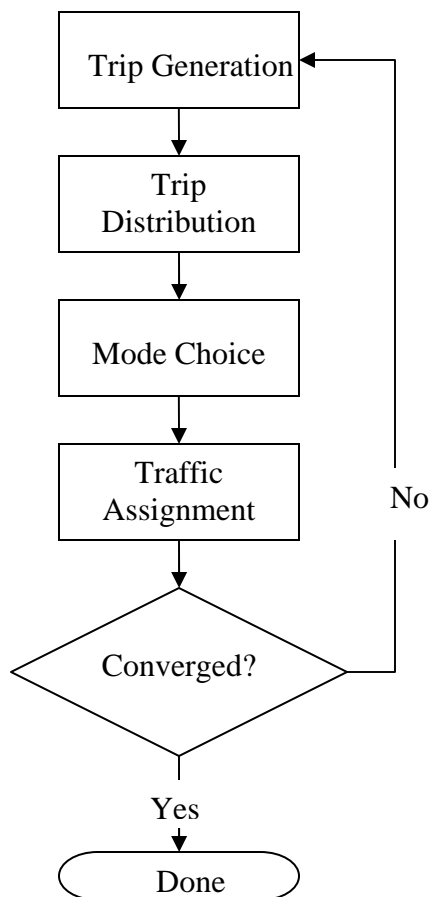 Trip Generation
Trip
Distribution
Mode Choice
Traffic
Assignment
No
Converged?
Yes
Done